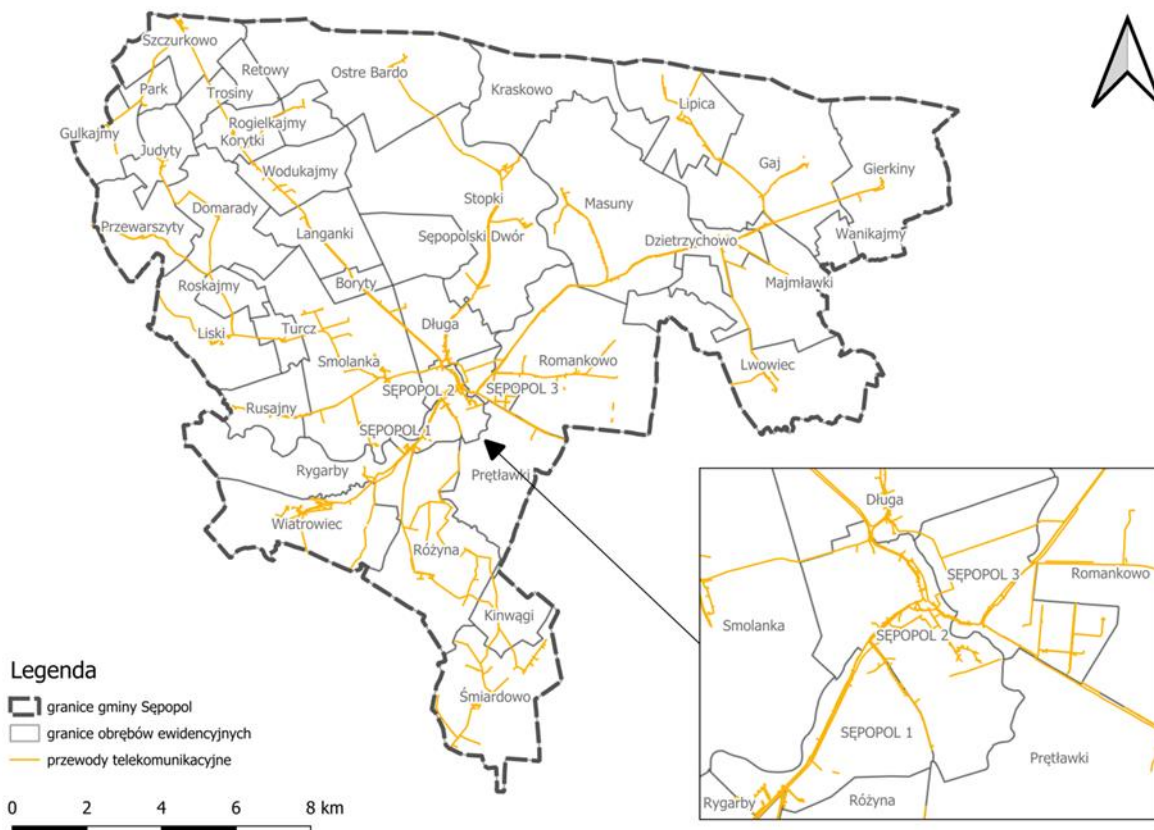 Szczurkowo
Retowy
Ostre Bardo
Kraskowo
Park
Trosiny
Lipica
Rogielkajmy
Gulkajmy
Korytki
Judyty
Wodukajmy
Gaj
Gierkiny
Stopki
Masuny
Domarady
Przewarszyty
Langanki
Sępopolski Dwór
Dzietrzychowo
Wanikajmy
Roskajmy
Boryty
Majmławki
Liski
Turcz
Długa
Smolanka
Romankowo
Lwowiec
SĘPOPOL 2
SĘPOPOL 3
Rusajny
SĘPOPOL 1
Rygarby
Prętławki
Wiatrowiec
Różyna
Kinwągi
Śmiardowo
Długa
SĘPOPOL 3
Romankowo
Smolanka
SĘPOPOL 2
SĘPOPOL 1
Prętławki
Rygarby
Różyna
Legenda
granice gminy Sępopol
granice obrębów ewidencyjnych
przewody telekomunikacyjne
0 2 4 6 8 km